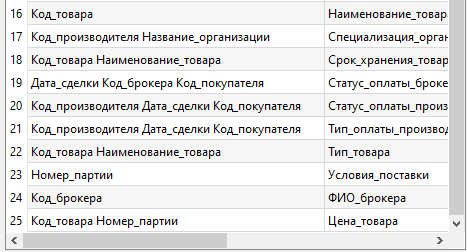 16 Код_товара Наименование_товар
17 Код_производителя Название_организации Специализация_орган
18 Код_товара Наименование_товара Срок_хранения_товар
19 Дата_сделки Код_брокера Код_покупателя Статус_оплаты_броке
20 Код_производителя Дата_сделки Код_покупателя Статус_оплаты_произ
21 Код_производителя Дата_сделки Код_покупателя Тип_оплаты_производ
22 Код_товара Наименование_товара Тип_товара
23 Номер_партии Условия_поставки
24 Код_брокера ФИО_брокера
25 Код_товара Номер_партии Цена_товара